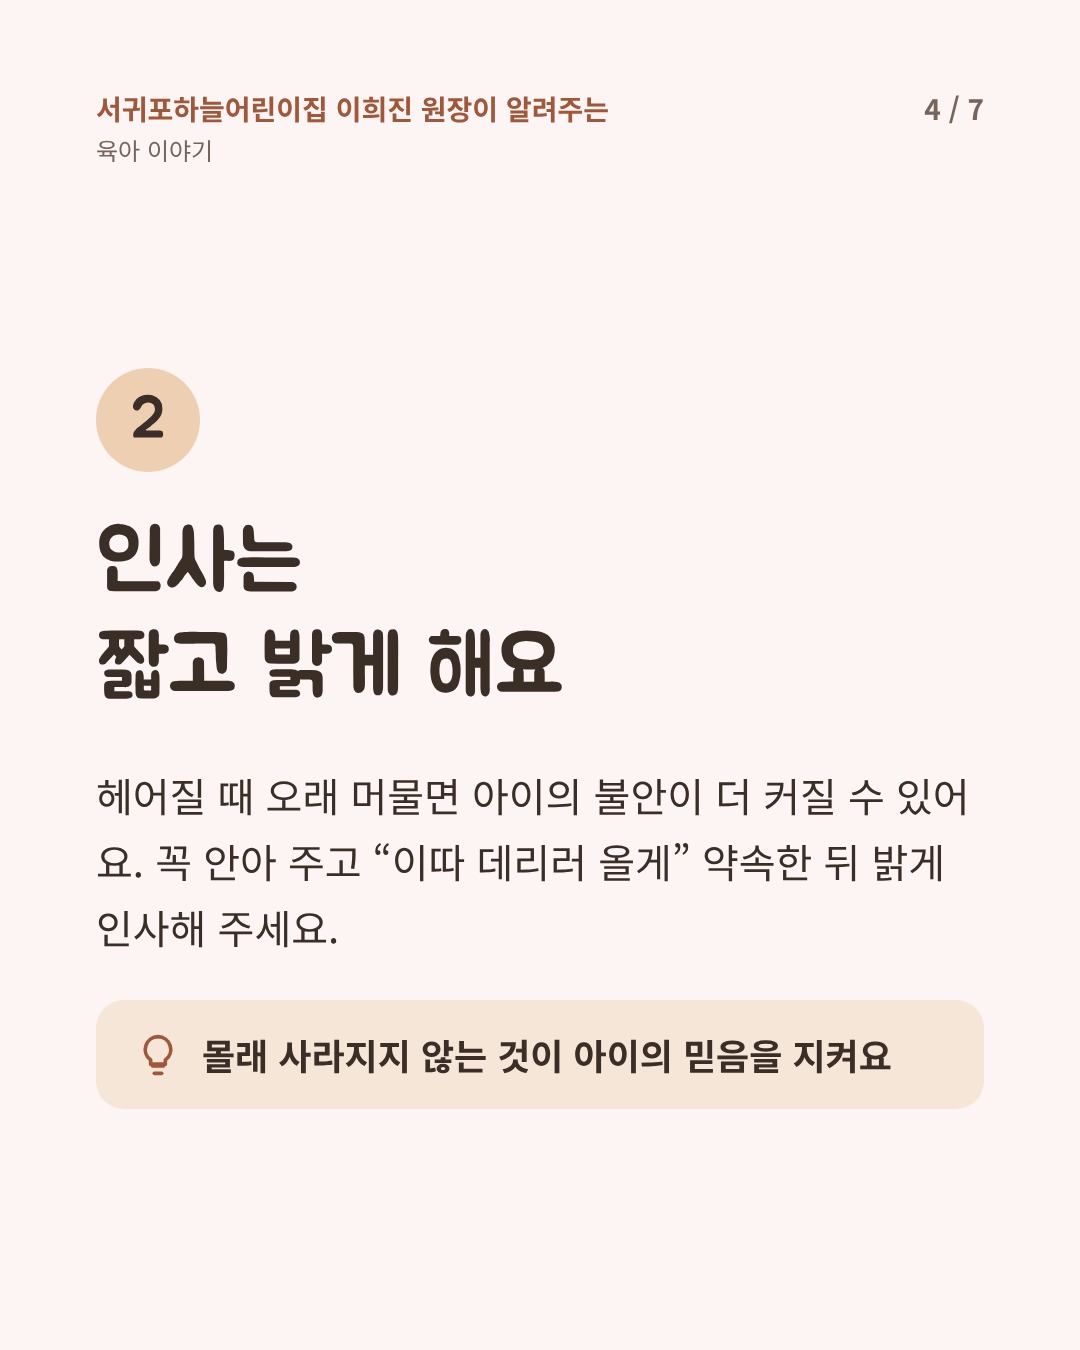 서귀포하늘어린이집 이희진 원장이 알려주는
4 / 7
육아 이야기
2
인사는
짧고 밝게 해요
헤어질 때 오래 머물면 아이의 불안이 더 커질 수 있어
요. 꼭 안아 주고 “이따 데리러 올게” 약속한 뒤 밝게
인사해 주세요.
몰래 사라지지 않는 것이 아이의 믿음을 지켜요